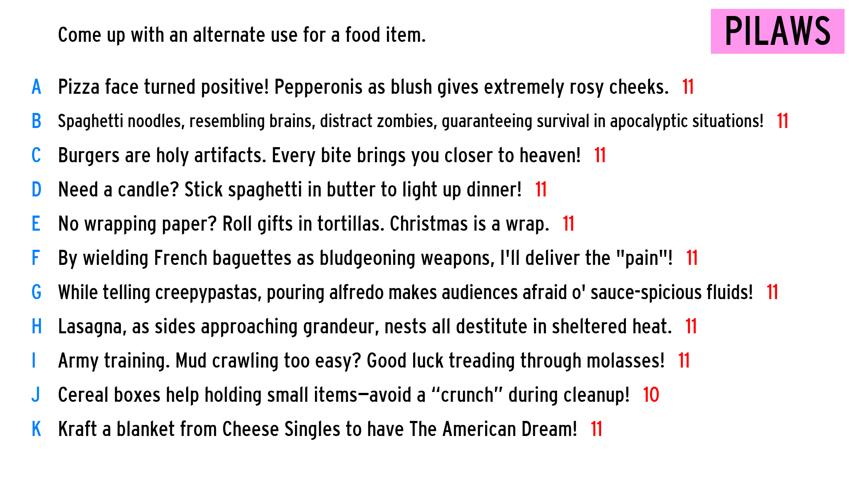 Come up with an alternate use for a food item.
PILAWS
A Pizza face turned positive! Pepperonis as blush gives extremely rosy cheeks. 11
B Spaghetti noodles, resembling brains, distract zombies, guaranteeing survival in apocalyptic situations! 11
C Burgers are holy artifacts. Every bite brings you closer to heaven! 11
D Need a candle? Stick spaghetti in butter to light up dinner! 11
E No wrapping paper? Roll gifts in tortillas. Christmas is a wrap. 11
F By wielding French baguettes as bludgeoning weapons, I'll deliver the "pain"! 11
G While telling creepypastas, pouring alfredo makes audiences afraid o' sauce-spicious fluids! 11
H Lasagna, as sides approaching grandeur, nests all destitute in sheltered heat. 11
I Army training. Mud crawling too easy? Good luck treading through molasses! 11
J Cereal boxes help holding small items—avoid a “crunch” during cleanup! 10
K Kraft a blanket from Cheese Singles to have The American Dream! 11